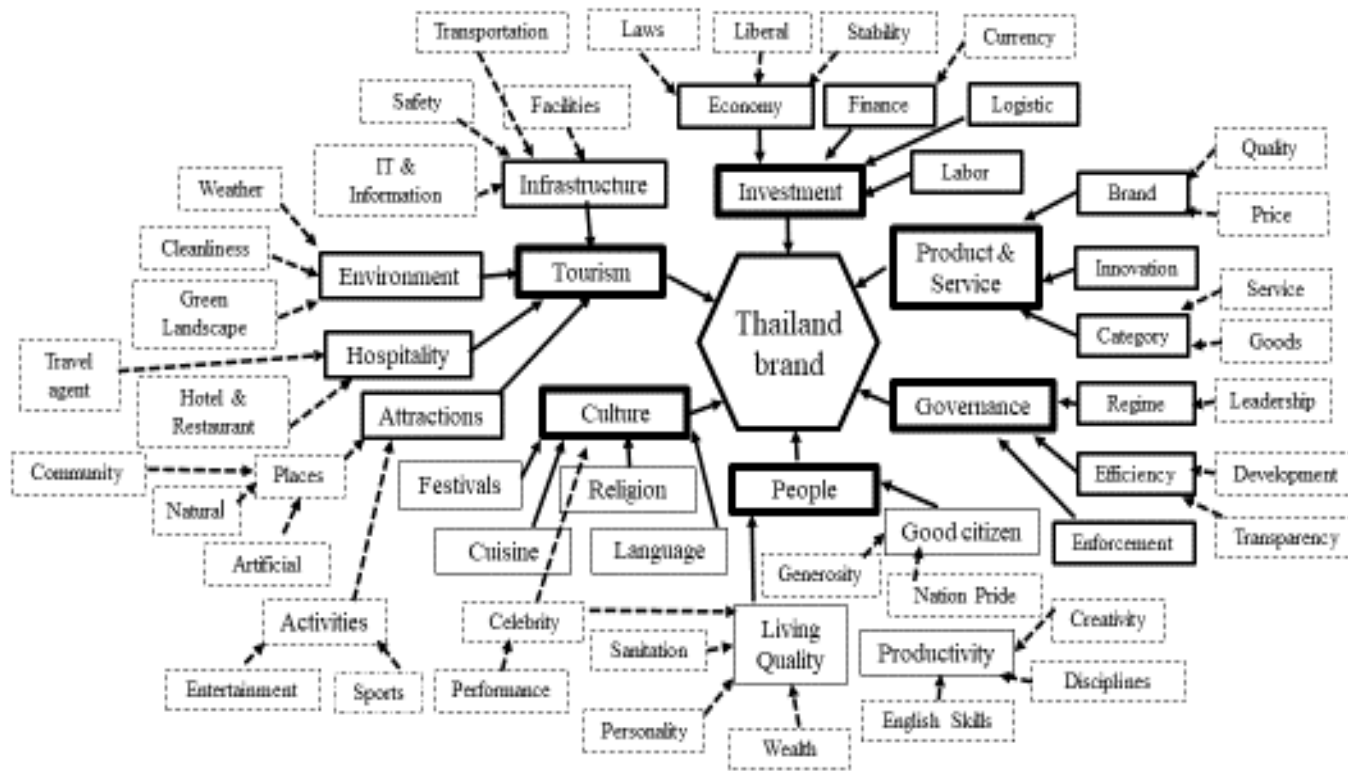 Transportation
Laws
Liberal
Stability
Currency
Safety
Facilities
Economy
Finance
Logistic
IT &
Information
Infrastructure
Investment
Labor
Quality
Brand
Price
Weather
Cleanliness
Environment
Tourism
Product &
Service
Innovation
Service
Green
Landscape
Thailand
brand
Category
Goods
Travel
agent
Hospitality
Hotel &
Restaurant
Attractions
Culture
Governance
Regime
Leadership
Community
Places
Natural
Artificial
Festivals
Religion
People
Efficiency
Development
Cuisine
Language
Good citizen
Enforcement
Transparency
Generosity
Nation Pride
Activities
Celebrity
Living
Quality
Creativity
Sanitation
Productivity
Entertainment
Sports
Performance
Disciplines
Personality
Wealth
English Skills